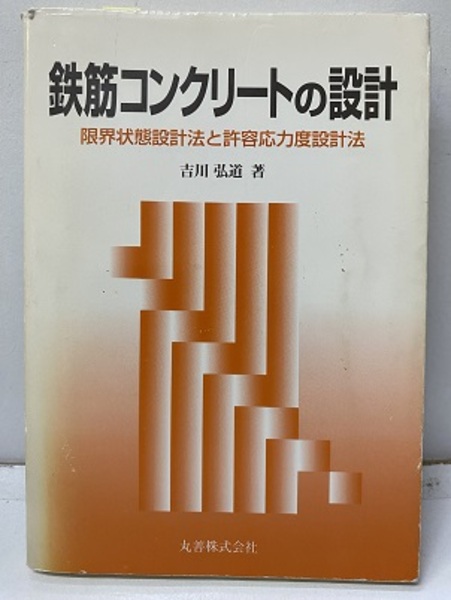 鉄筋コンクリートの設計
限界状態設計法と許容応力度設計法
吉川 弘道 著
丸善株式会社